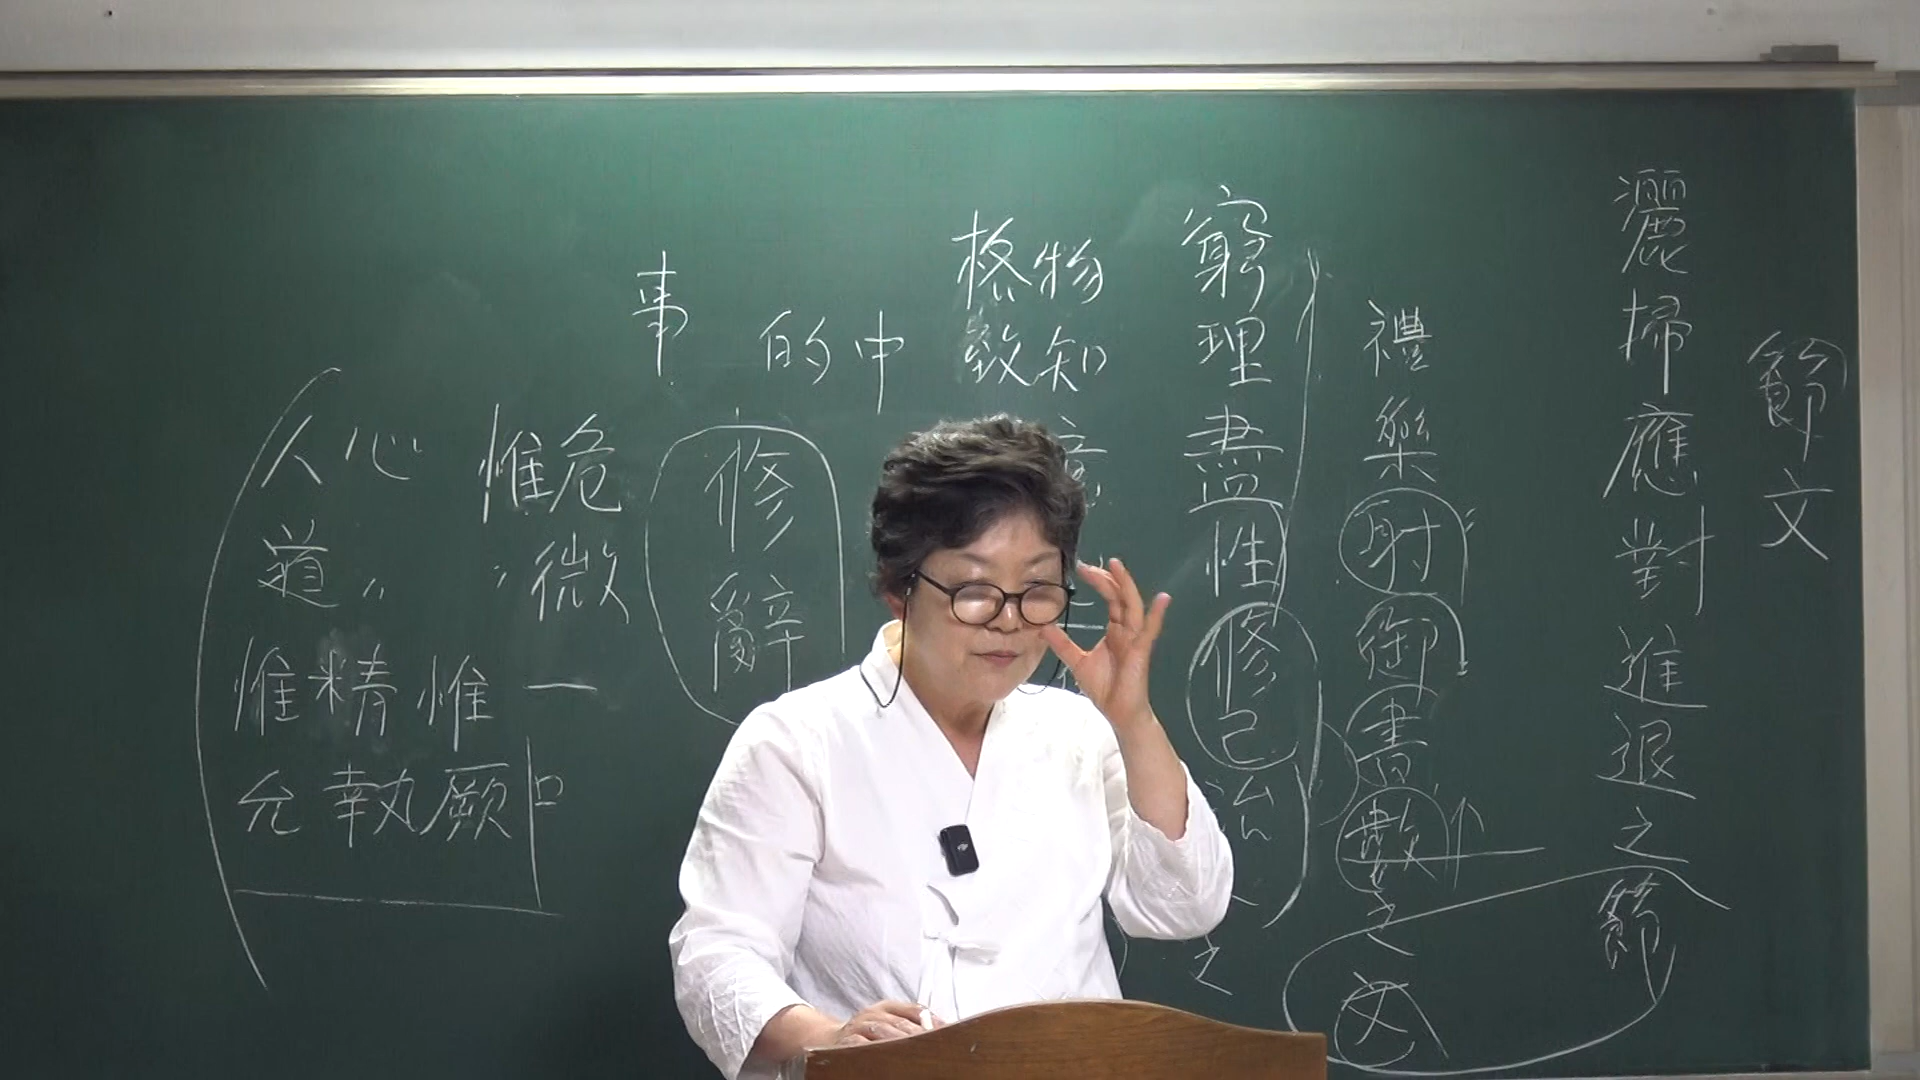 節文
灑掃應對進退之節
禮樂射御書數之文
窮理盡性修己治人之
格物
致知
的中
事
修辭
人心惟危
道〃〃微
惟精惟一
允執厥中